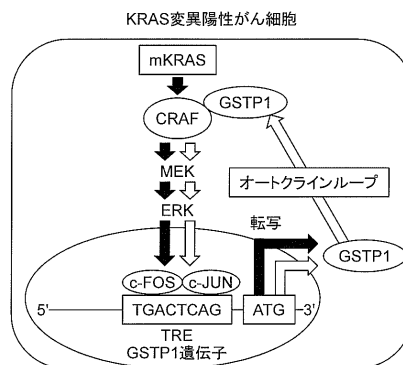 KRAS変異陽性がん細胞
mKRAS
GSTP1
CRAF
MEK
オートクラインループ
ERK
転写
GSTP1
c-FOS c-JUN
5' TGACTCAG ATG 3'
TRE
GSTP1遺伝子